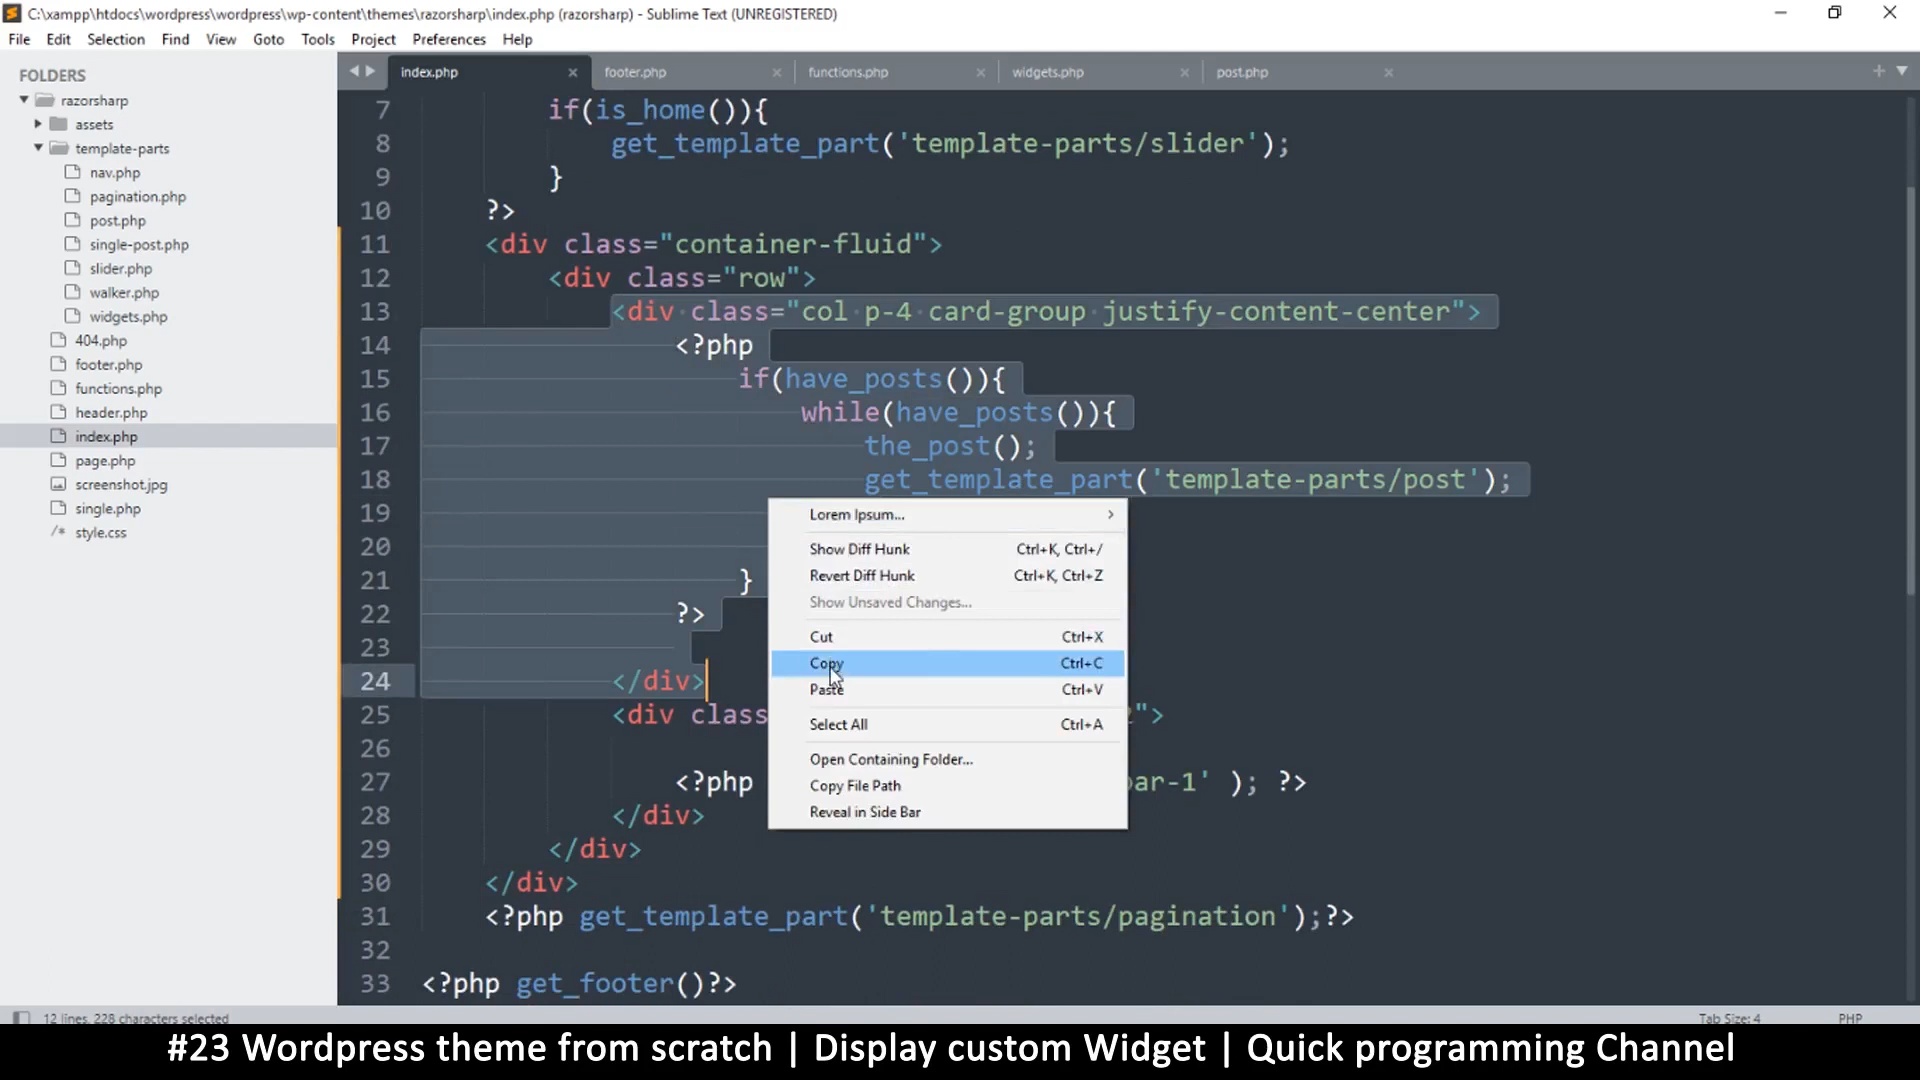 C:\xampp\htdocs\wordpress\wordpress\wp-content\themes\razorsharp\index.php (razorsharp) - Sublime Text (UNREGISTERED)
File Edit Selection Find View Goto Tools Project Preferences Help
FOLDERS
razorsharp
assets
template-parts
nav.php
pagination.php
post.php
single-post.php
slider.php
walker.php
widgets.php
404.php
footer.php
functions.php
header.php
index.php
page.php
screenshot.jpg
single.php
/* style.css
index.php footer.php functions.php widgets.php post.php
7 if(is_home()){
8 get_template_part('template-parts/slider');
9 }
10 ?>
11 <div class="container-fluid">
12 <div class="row">
13 <div class="col p-4 card-group justify-content-center">
14 <?php
15 if(have_posts()){
16 while(have_posts()){
17 the_post();
18 get_template_part('template-parts/post');
19
20
21 }
22 ?>
23
24 </div>
25 <div class ">
26
27 <?php ar-1' ); ?>
28 </div>
29 </div>
30 </div>
31 <?php get_template_part('template-parts/pagination');?>
32
33 <?php get_footer()?>
Lorem Ipsum...
Show Diff Hunk Ctrl+K, Ctrl+/
Revert Diff Hunk Ctrl+K, Ctrl+Z
Show Unsaved Changes...
Cut Ctrl+X
Copy Ctrl+C
Paste Ctrl+V
Select All Ctrl+A
Open Containing Folder...
Copy File Path
Reveal in Side Bar
12 lines, 228 characters selected Tab Size: 4 PHP
#23 Wordpress theme from scratch | Display custom Widget | Quick programming Channel